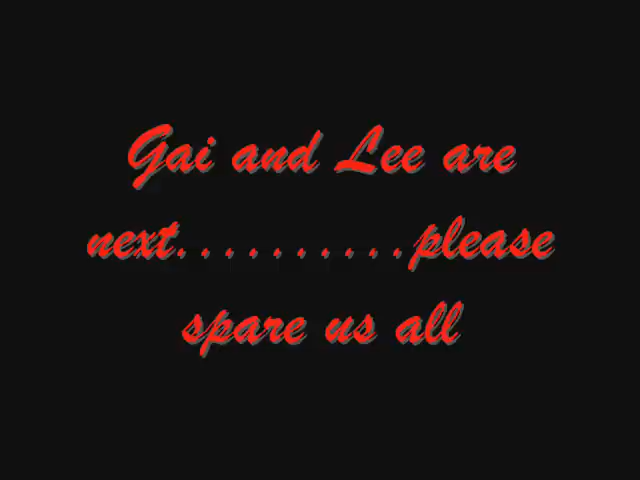 Gai and Lee are
next..........please
spare us all